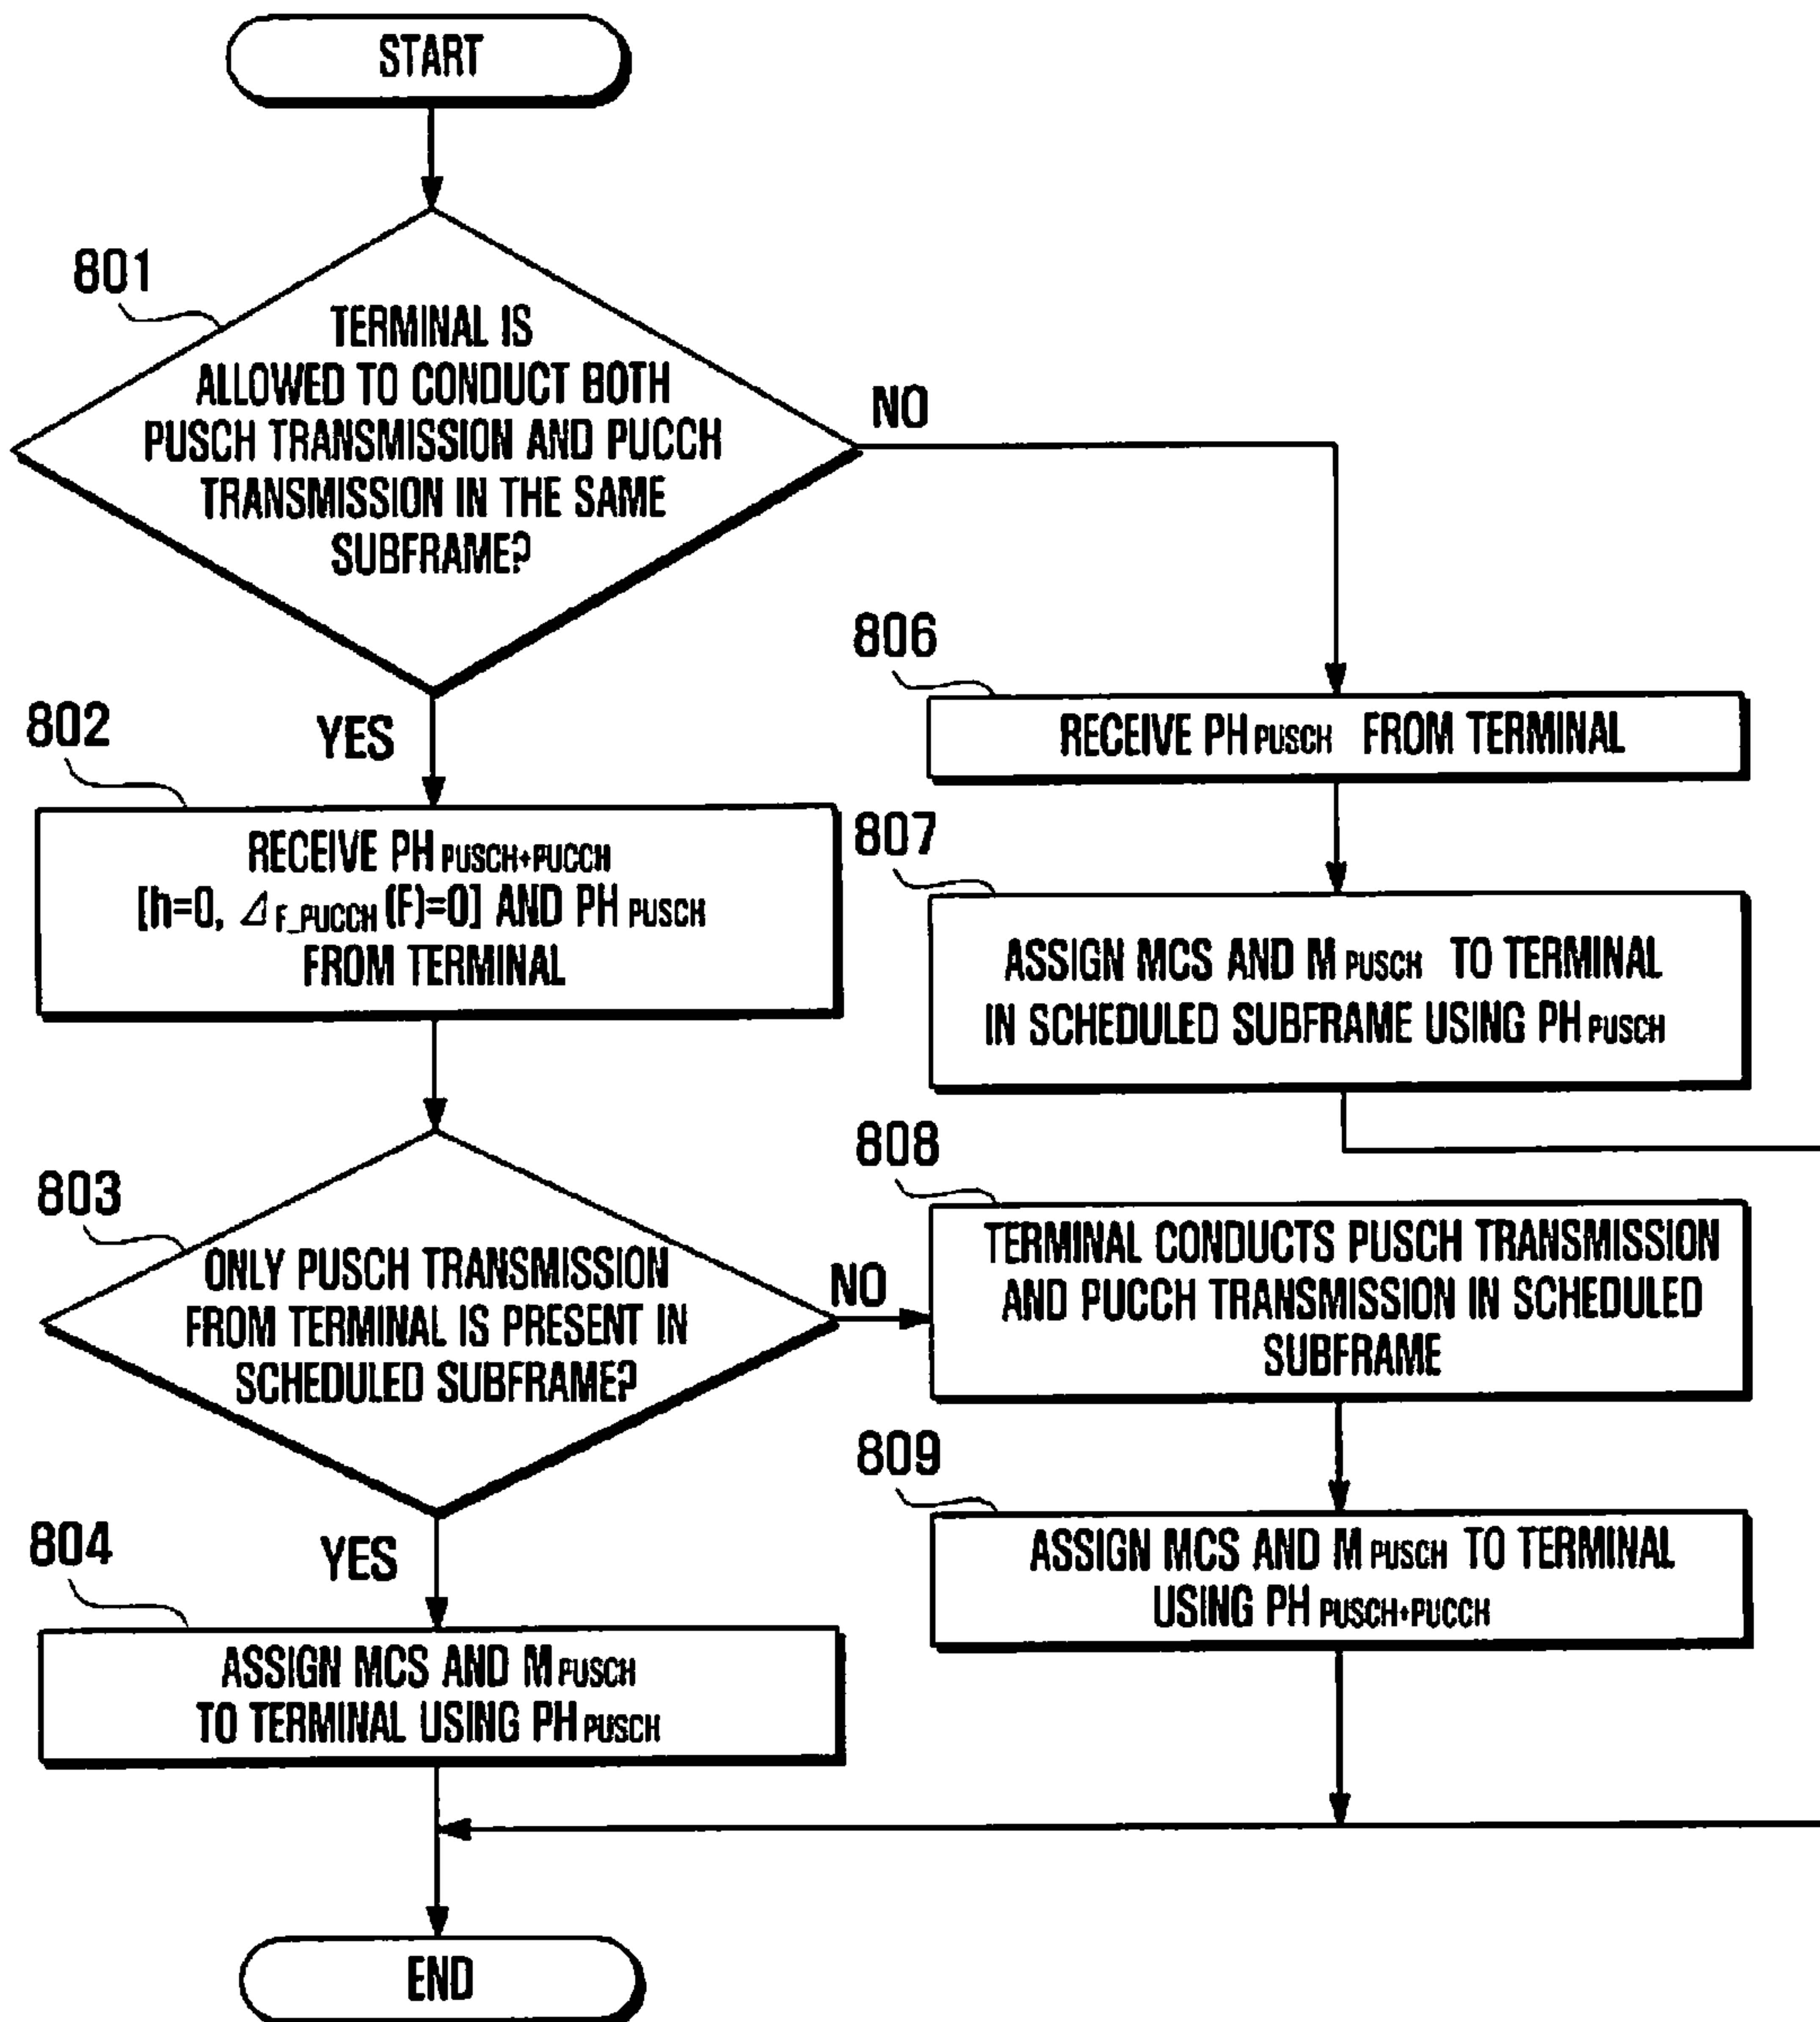 START
801
TERMINAL IS
ALLOWED TO CONDUCT BOTH
PUSCH TRANSMISSION AND PUCCH
TRANSMISSION IN THE SAME
SUBFRAME?
NO
YES
802
RECEIVE PH PUSCH+PUCCH
[h=0, Δ F_PUCCH (F)=0] AND PH PUSCH
FROM TERMINAL
806
RECEIVE PH PUSCH FROM TERMINAL
807
ASSIGN MCS AND M PUSCH TO TERMINAL
IN SCHEDULED SUBFRAME USING PH PUSCH
803
ONLY PUSCH TRANSMISSION
FROM TERMINAL IS PRESENT IN
SCHEDULED SUBFRAME?
NO
YES
808
TERMINAL CONDUCTS PUSCH TRANSMISSION
AND PUCCH TRANSMISSION IN SCHEDULED
SUBFRAME
809
ASSIGN MCS AND M PUSCH TO TERMINAL
USING PH PUSCH+PUCCH
804
ASSIGN MCS AND M PUSCH
TO TERMINAL USING PH PUSCH
END